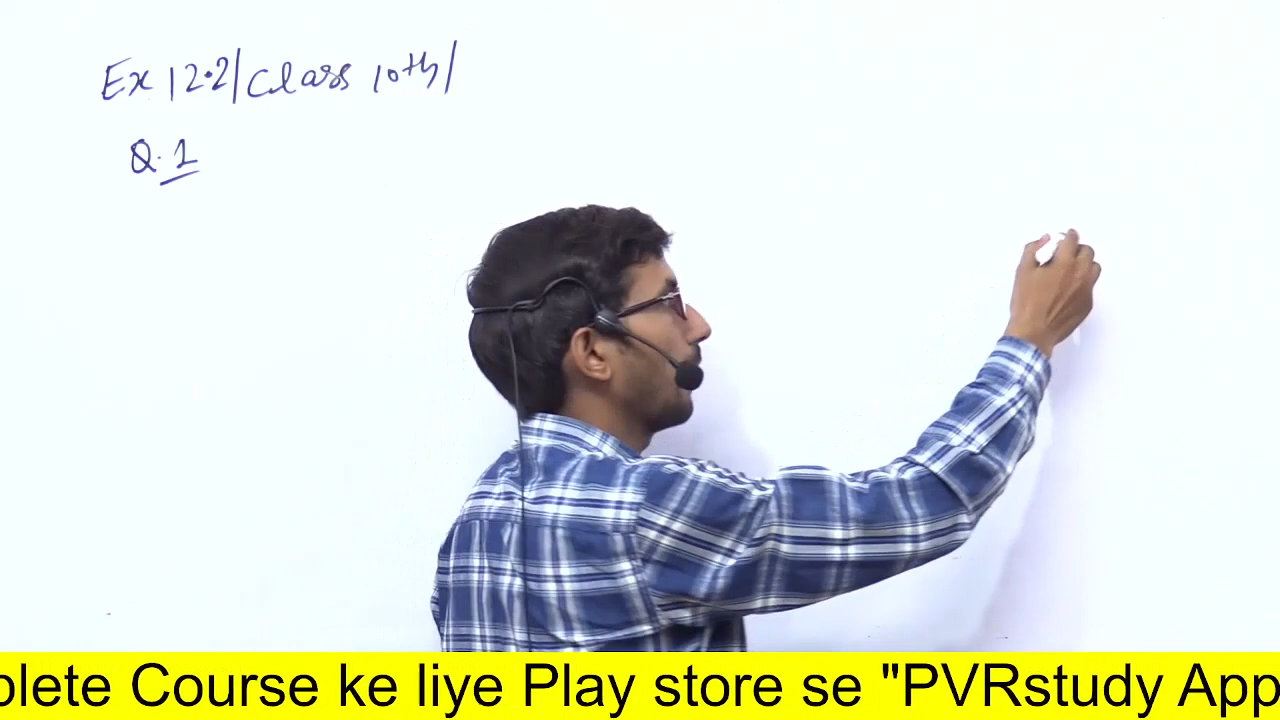 Ex 12.2/Class 10th/
Q.1
plete Course ke liye Play store se "PVRstudy App